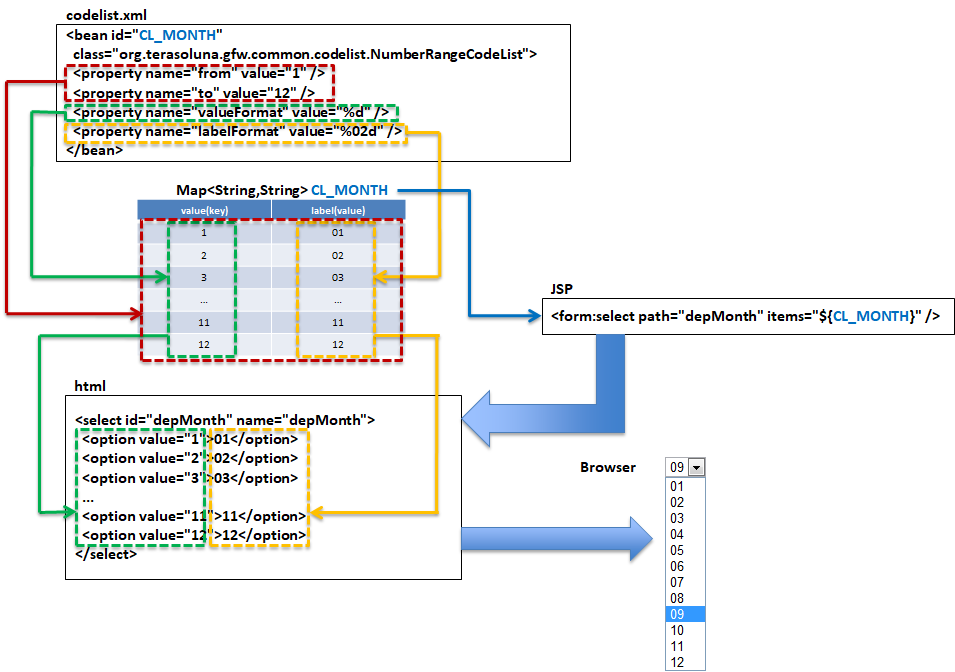 codelist.xml
<bean id="CL_MONTH"
class="org.terasoluna.gfw.common.codelist.NumberRangeCodeList">
<property name="from" value="1" />
<property name="to" value="12" />
<property name="valueFormat" value="%d" />
<property name="labelFormat" value="%02d" />
</bean>
Map<String,String> CL_MONTH
value(key) label(value)
1 01
2 02
3 03
... ...
11 11
12 12
JSP
<form:select path="depMonth" items="${CL_MONTH}" />
html
<select id="depMonth" name="depMonth">
<option value="1">01</option>
<option value="2">02</option>
<option value="3">03</option>
...
<option value="11">11</option>
<option value="12">12</option>
</select>
Browser
09
01
02
03
04
05
06
07
08
09
10
11
12